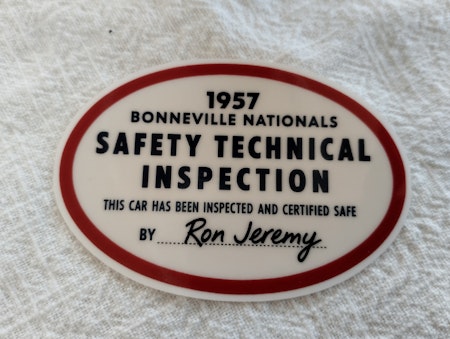 1957
BONNEVILLE NATIONALS
SAFETY TECHNICAL
INSPECTION
THIS CAR HAS BEEN INSPECTED AND CERTIFIED SAFE
BY Ron Jeremy